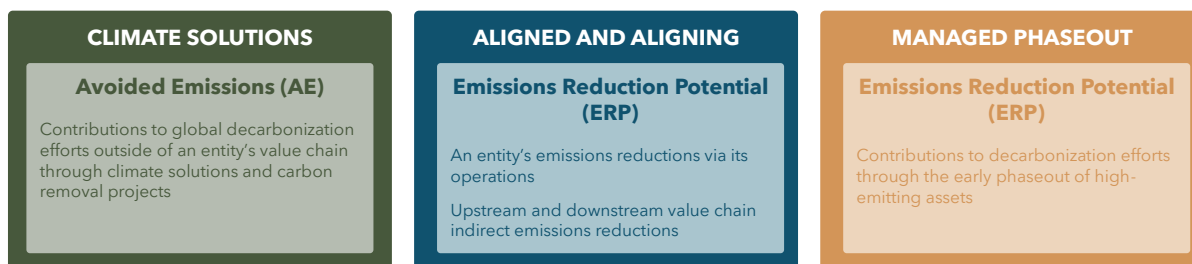 CLIMATE SOLUTIONS
Avoided Emissions (AE)
Contributions to global decarbonization
efforts outside of an entity's value chain
through climate solutions and carbon
removal projects
ALIGNED AND ALIGNING
Emissions Reduction Potential
(ERP)
An entity's emissions reductions via its
operations
Upstream and downstream value chain
indirect emissions reductions
MANAGED PHASEOUT
Emissions Reduction Potential
(ERP)
Contributions to decarbonization efforts
through the early phaseout of high-
emitting assets